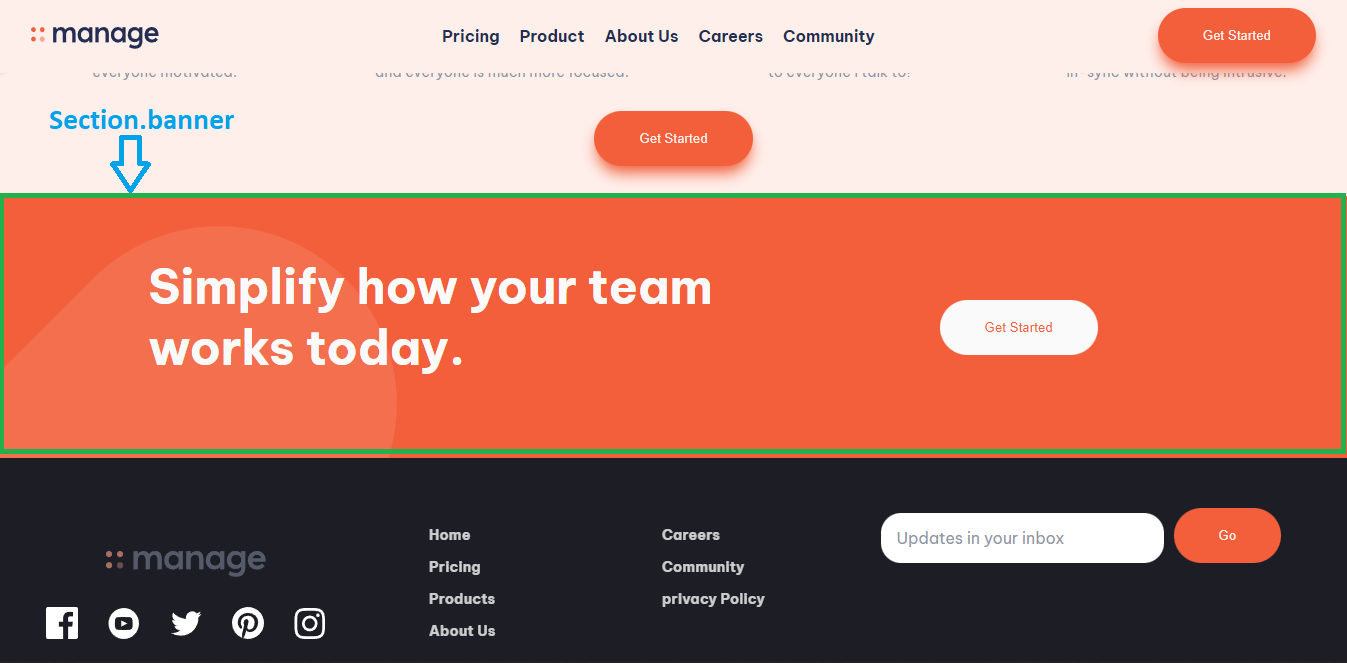 manage
Pricing Product About Us Careers Community
Get Started
everyone motivated. and everyone is much more focused. to everyone I talk to! in-sync without being intrusive.
Section.banner
Get Started
Simplify how your team
works today.
Get Started
manage
Home
Pricing
Products
About Us
Careers
Community
privacy Policy
Updates in your inbox
Go